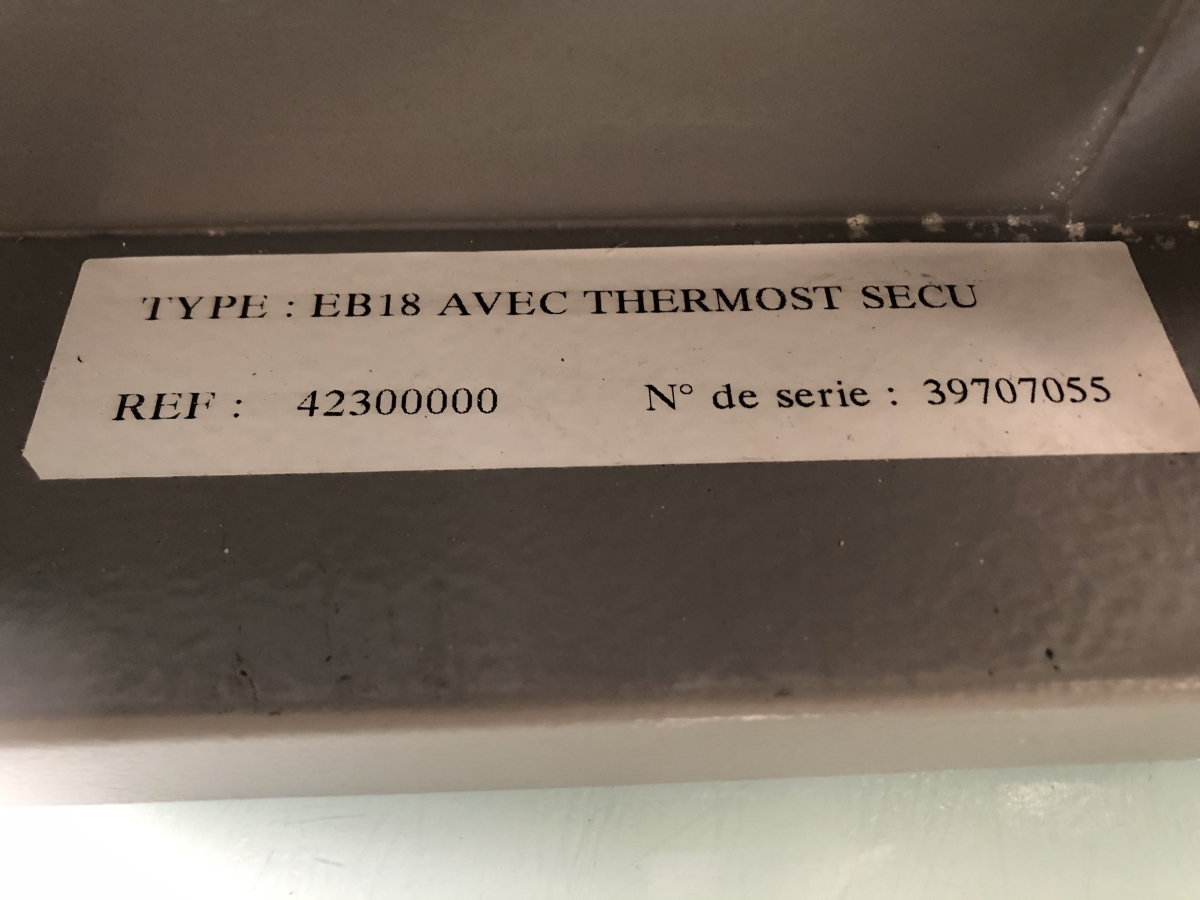 TYPE : EB18 AVEC THERMOST SECU
REF : 42300000 N° de serie : 39707055